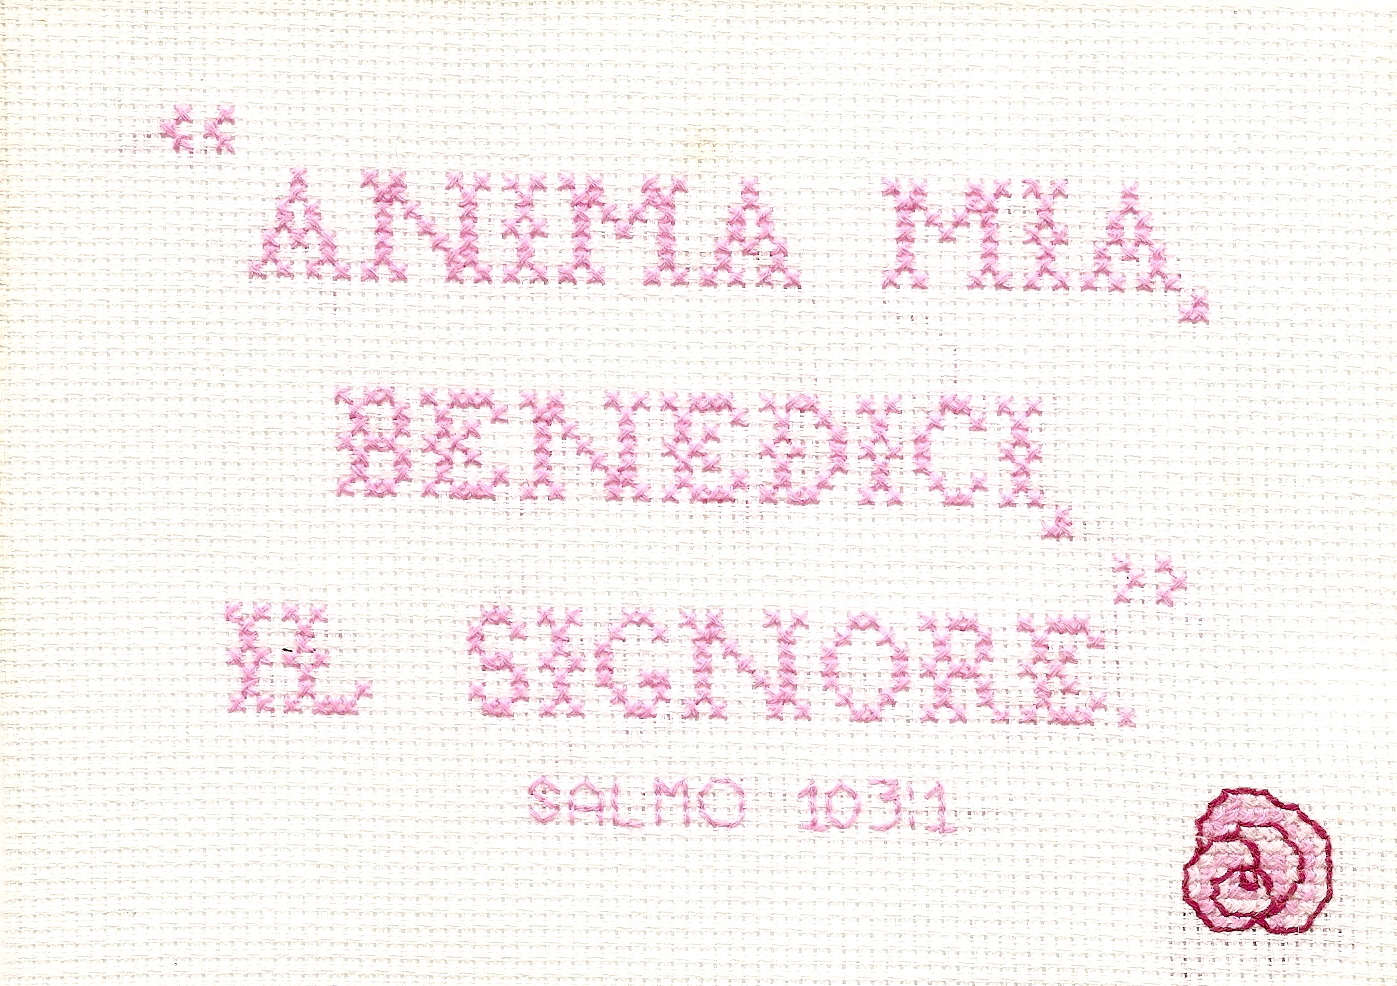 « ANIMA MIA,
BENEDICI,
IL SIGNORE. »
SALMO 103:1